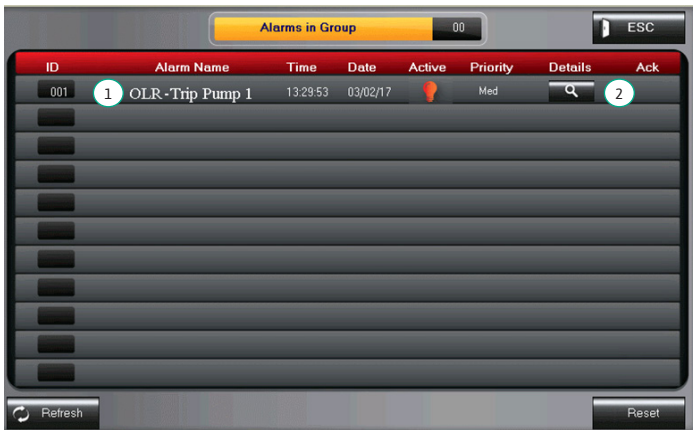 Alarms in Group 00 ESC
ID Alarm Name Time Date Active Priority Details Ack
001 1 OLR-Trip Pump 1 13:29:53 03/02/17 Med 2
Refresh Reset